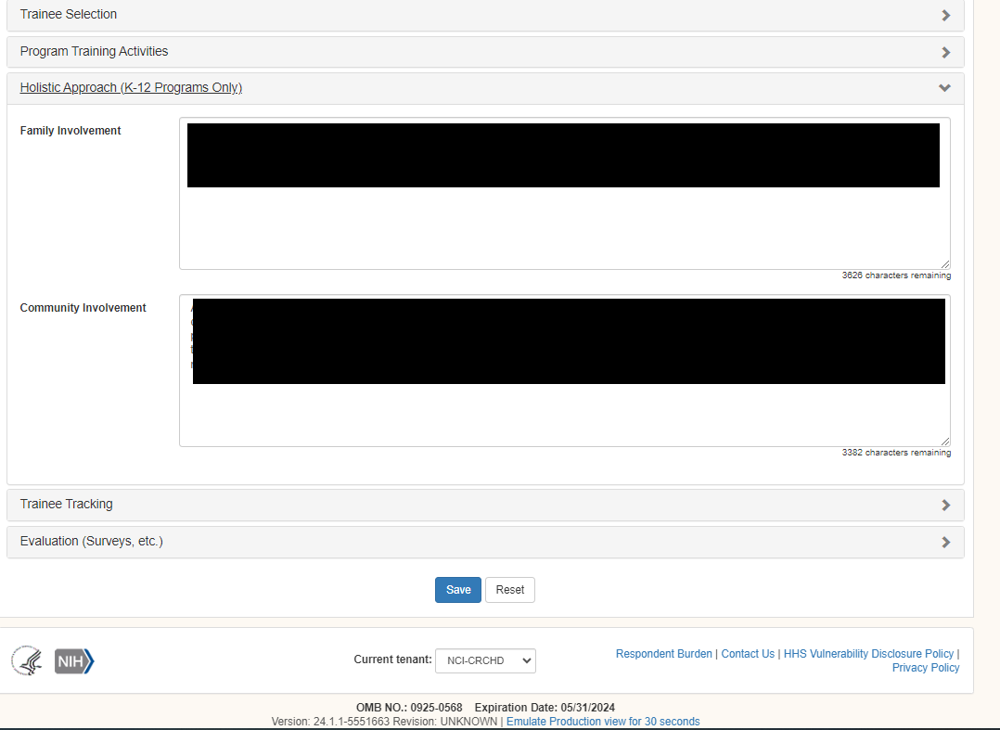 Trainee Selection
Program Training Activities
Holistic Approach (K-12 Programs Only)
Family Involvement
3626 characters remaining
Community Involvement
3382 characters remaining
Trainee Tracking
Evaluation (Surveys, etc.)
Save Reset
NIH
Current tenant: NCI-CRCHD
Respondent Burden | Contact Us | HHS Vulnerability Disclosure Policy |
Privacy Policy
OMB NO.: 0925-0568 Expiration Date: 05/31/2024
Version: 24.1.1-5551663 Revision: UNKNOWN | Emulate Production view for 30 seconds